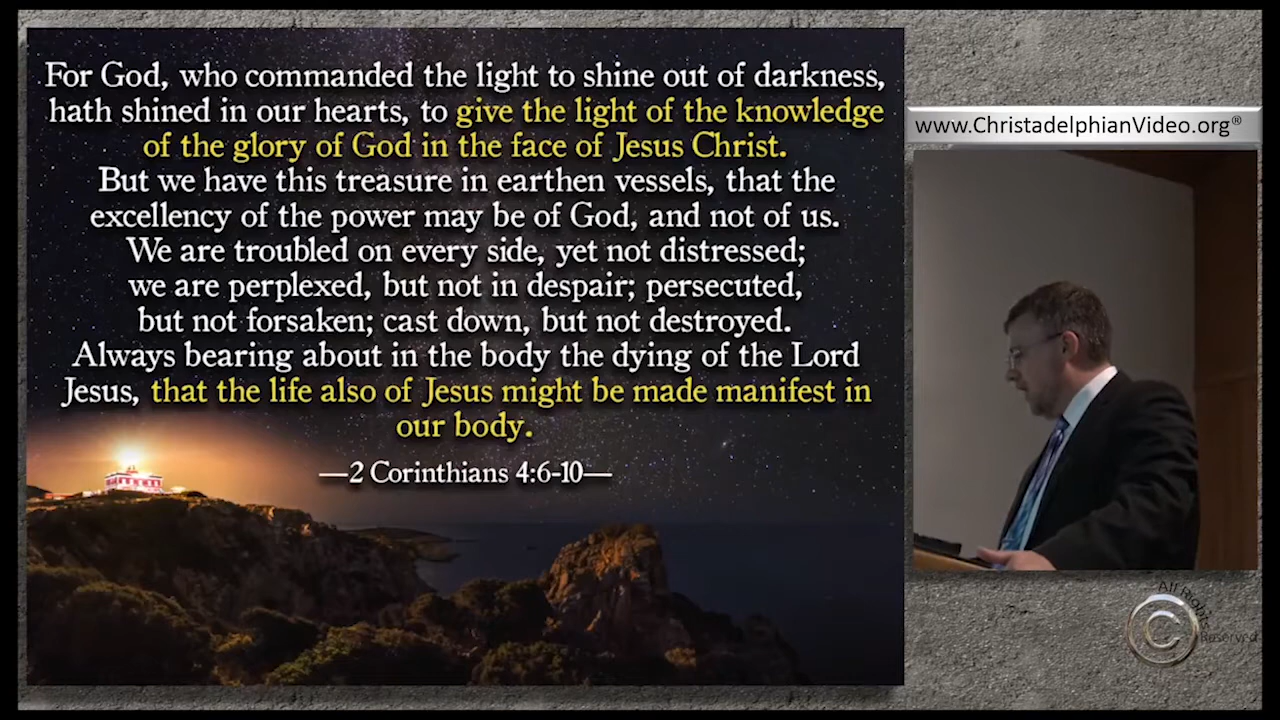 For God, who commanded the light to shine out of darkness,
hath shined in our hearts, to give the light of the knowledge
of the glory of God in the face of Jesus Christ.
But we have this treasure in earthen vessels, that the
excellency of the power may be of God, and not of us.
We are troubled on every side, yet not distressed;
we are perplexed, but not in despair; persecuted,
but not forsaken; cast down, but not destroyed.
Always bearing about in the body the dying of the Lord
Jesus, that the life also of Jesus might be made manifest in
our body.
—2 Corinthians 4:6-10—
www.ChristadelphianVideo.org®
All Rights
Reserved
©